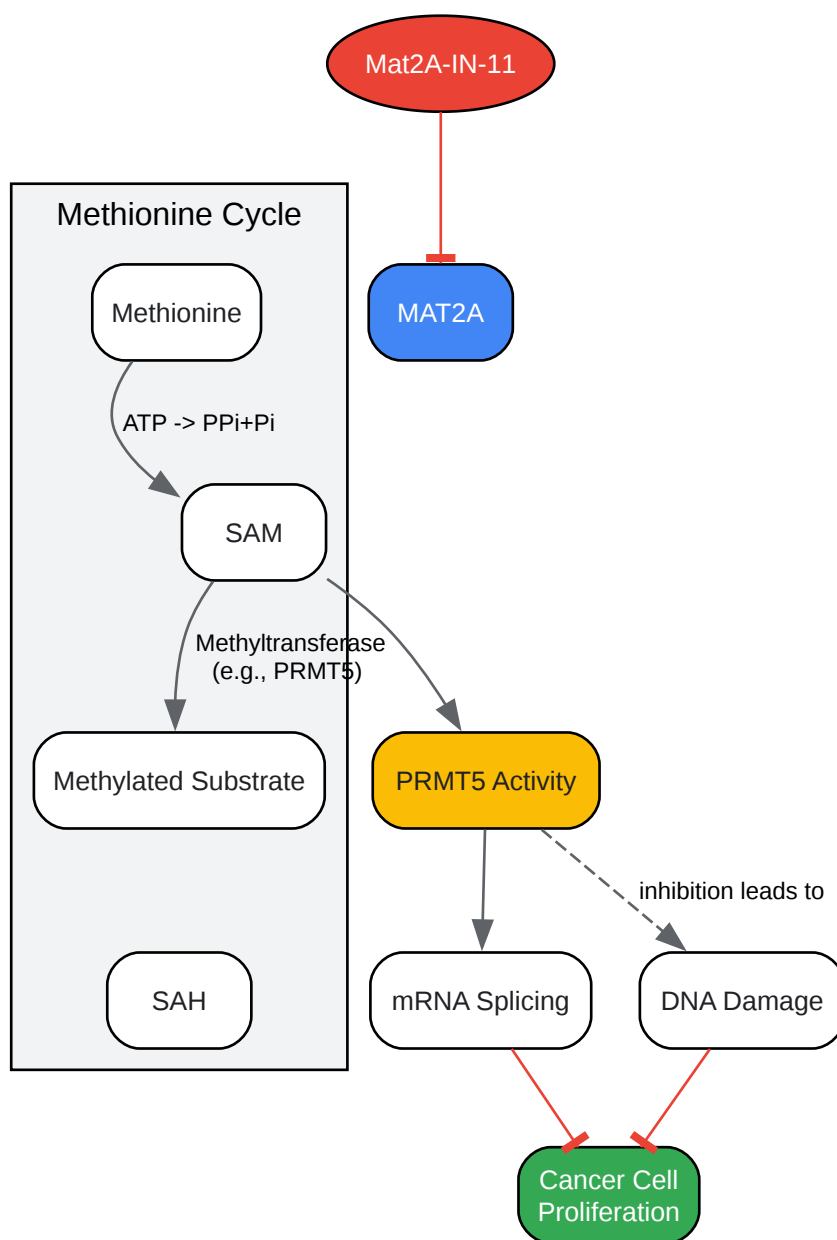 Mat2A-IN-11
Methionine Cycle
Methionine
MAT2A
ATP -> PPi+Pi
SAM
Methyltransferase
(e.g., PRMT5)
Methylated Substrate
PRMT5 Activity
inhibition leads to
SAH
mRNA Splicing
DNA Damage
Cancer Cell
Proliferation